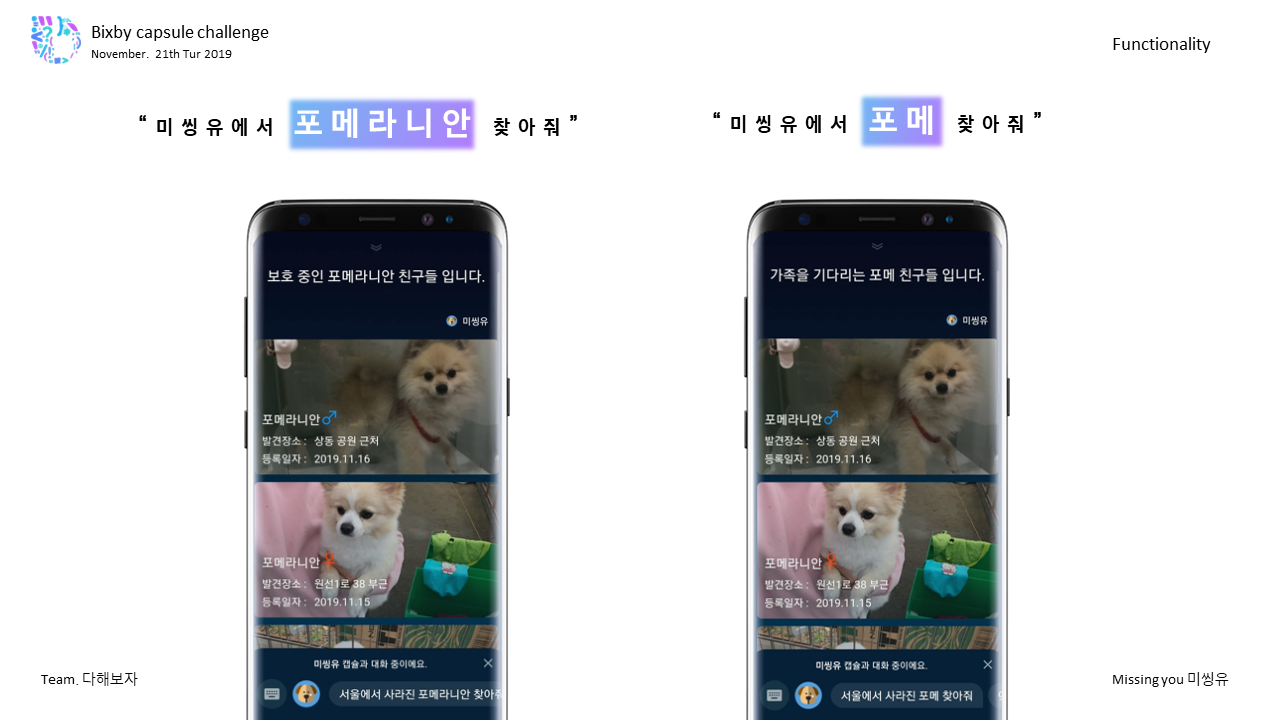 Bixby capsule challenge
November. 21th Tur 2019
Functionality
“ 미씽유에서 포메라니안 찾아줘 ”
“ 미씽유에서 포메 찾아줘 ”
보호 중인 포메라니안 친구들 입니다.
미씽유
포메라니안♂
발견장소 : 상동 공원 근처
등록일자 : 2019.11.16
포메라니안♀
발견장소 : 원선1로 38 부근
등록일자 : 2019.11.15
미씽유 캡슐과 대화 중이에요.
서울에서 사라진 포메라니안 찾아줘
가족을 기다리는 포메 친구들 입니다.
미씽유
포메라니안♂
발견장소 : 상동 공원 근처
등록일자 : 2019.11.16
포메라니안♀
발견장소 : 원선1로 38 부근
등록일자 : 2019.11.15
미씽유 캡슐과 대화 중이에요.
서울에서 사라진 포메 찾아줘
Team. 다해보자
Missing you 미씽유